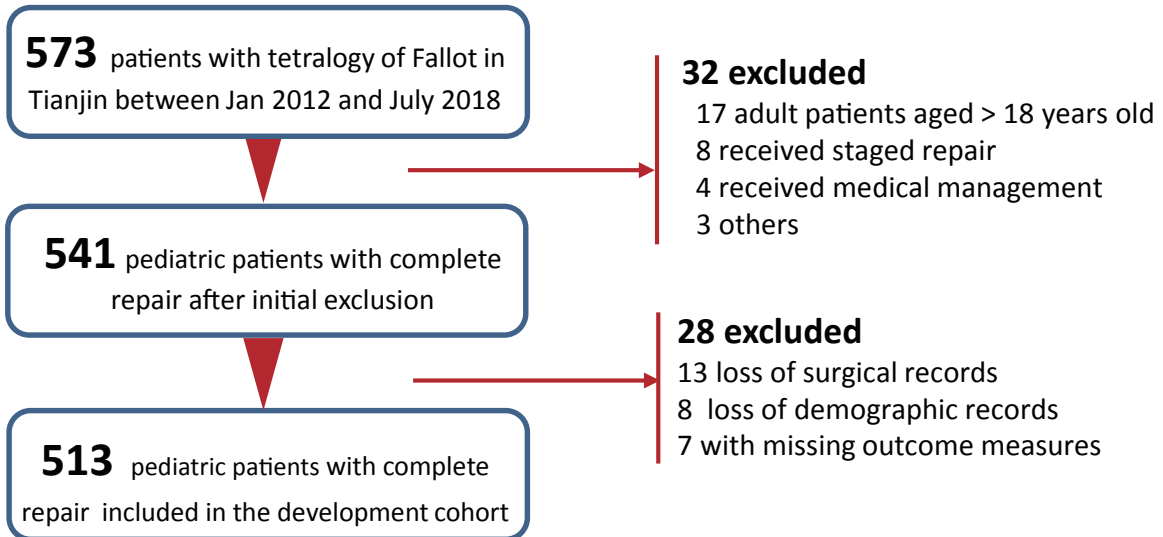 573 patients with tetralogy of Fallot in
Tianjin between Jan 2012 and July 2018
32 excluded
17 adult patients aged > 18 years old
8 received staged repair
4 received medical management
3 others
541 pediatric patients with complete
repair after initial exclusion
28 excluded
13 loss of surgical records
8 loss of demographic records
7 with missing outcome measures
513 pediatric patients with complete
repair included in the development cohort